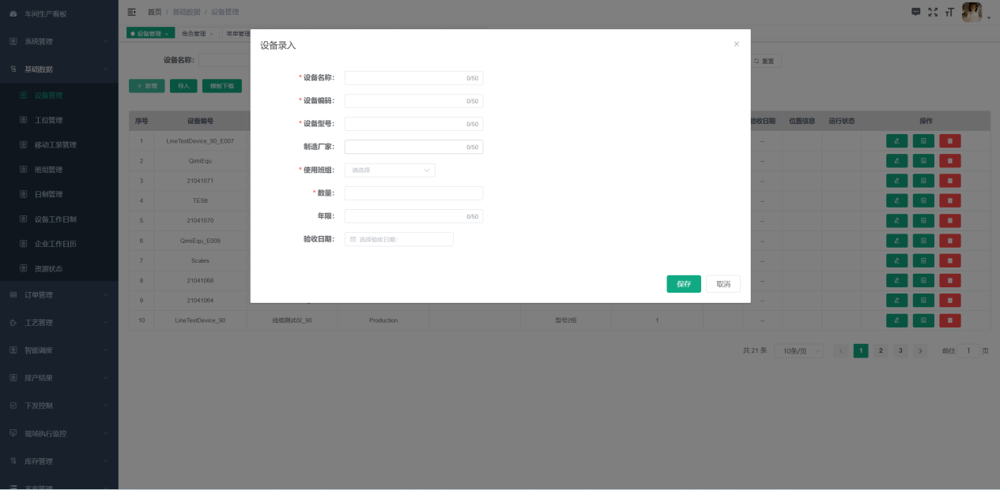 车间生产看板
系统管理
基础数据
设备管理
工位管理
移动工装管理
班组管理
日制管理
设备工作日制
企业工作日历
资源状态
订单管理
工艺管理
智能调度
排产结果
下发控制
现场执行监控
库存管理
首页 / 基础数据 / 设备管理
设备管理 × 角色管理 × 菜单管理
设备名称: 重置
+ 新增 导入 模板下载
设备录入 ×
* 设备名称: 0/50
* 设备编码: 0/50
* 设备型号: 0/50
制造厂家: 0/50
* 使用班组: 请选择
* 数量:
年限: 0/50
验收日期: 选择验收日期:
保存 取消
序号 设备编号 验收日期 位置信息 运行状态 操作
1 LineTestDevice_90_E007 --
2 QimiEqu --
3 21041071 --
4 TEStt --
5 21041070 --
6 QimiEqu_E009 --
7 Scales --
8 21041068 --
9 21041064 --
10 LineTestDevice_90 线缆测试仪_90 Production 型号2组 1 --
共 21 条 10条/页 < 1 2 3 > 前往 1 页